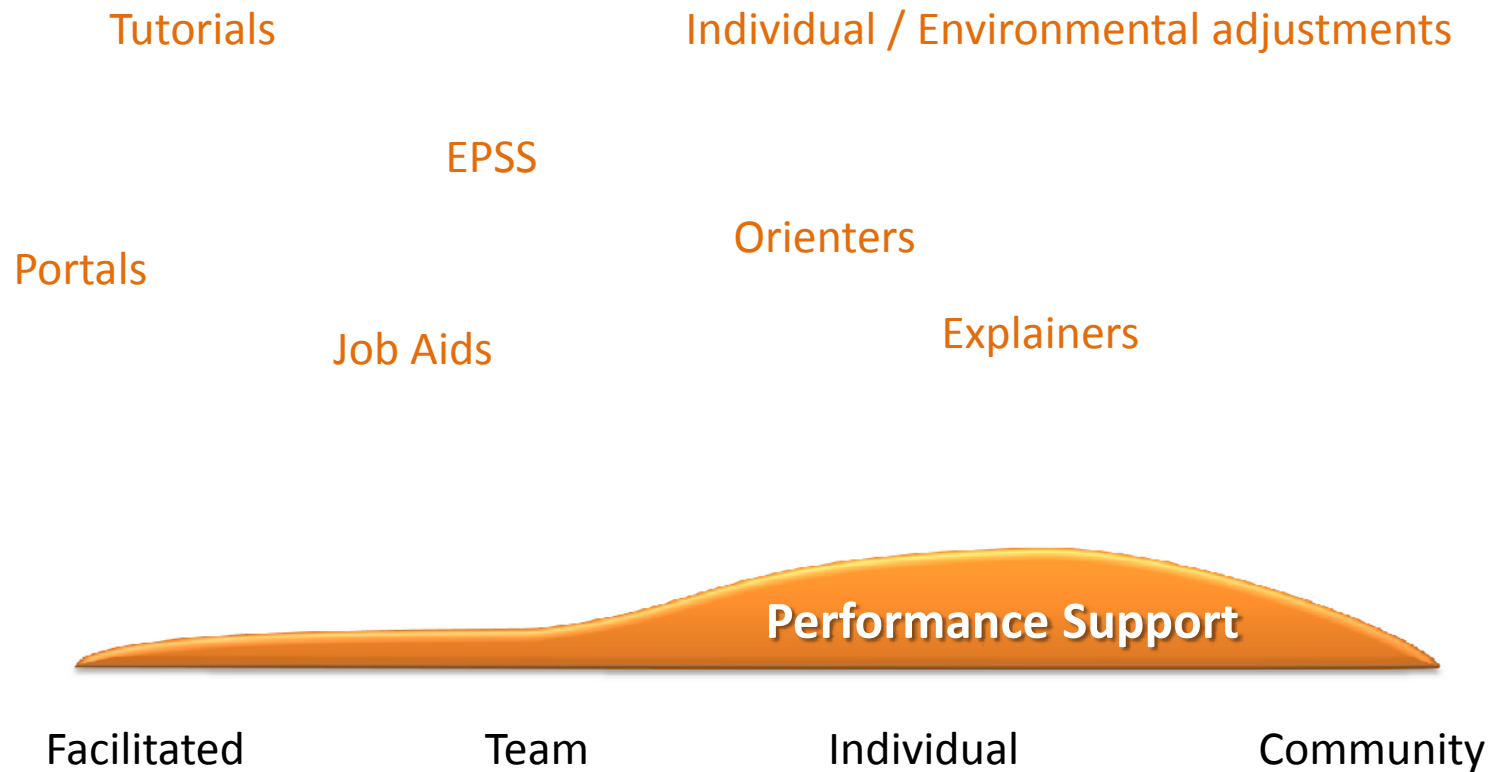 Tutorials
Individual / Environmental adjustments
EPSS
Orienters
Portals
Explainers
Job Aids
Performance Support
Facilitated
Team
Individual
Community